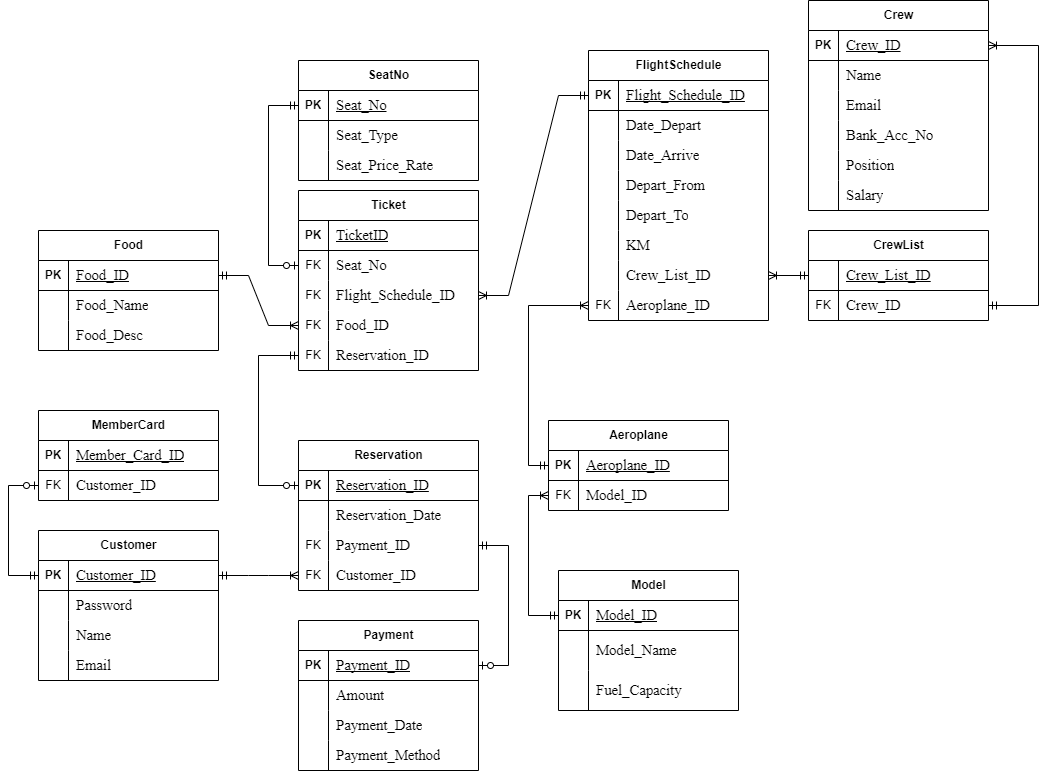 Crew
PK Crew_ID
Name
Email
Bank_Acc_No
Position
Salary
FlightSchedule
PK Flight_Schedule_ID
Date_Depart
Date_Arrive
Depart_From
Depart_To
KM
Crew_List_ID
FK Aeroplane_ID
SeatNo
PK Seat_No
Seat_Type
Seat_Price_Rate
Ticket
PK TicketID
FK Seat_No
FK Flight_Schedule_ID
FK Food_ID
FK Reservation_ID
Food
PK Food_ID
Food_Name
Food_Desc
CrewList
Crew_List_ID
FK Crew_ID
MemberCard
PK Member_Card_ID
FK Customer_ID
Reservation
PK Reservation_ID
Reservation_Date
FK Payment_ID
FK Customer_ID
Aeroplane
PK Aeroplane_ID
FK Model_ID
Customer
PK Customer_ID
Password
Name
Email
Model
PK Model_ID
Model_Name
Fuel_Capacity
Payment
PK Payment_ID
Amount
Payment_Date
Payment_Method